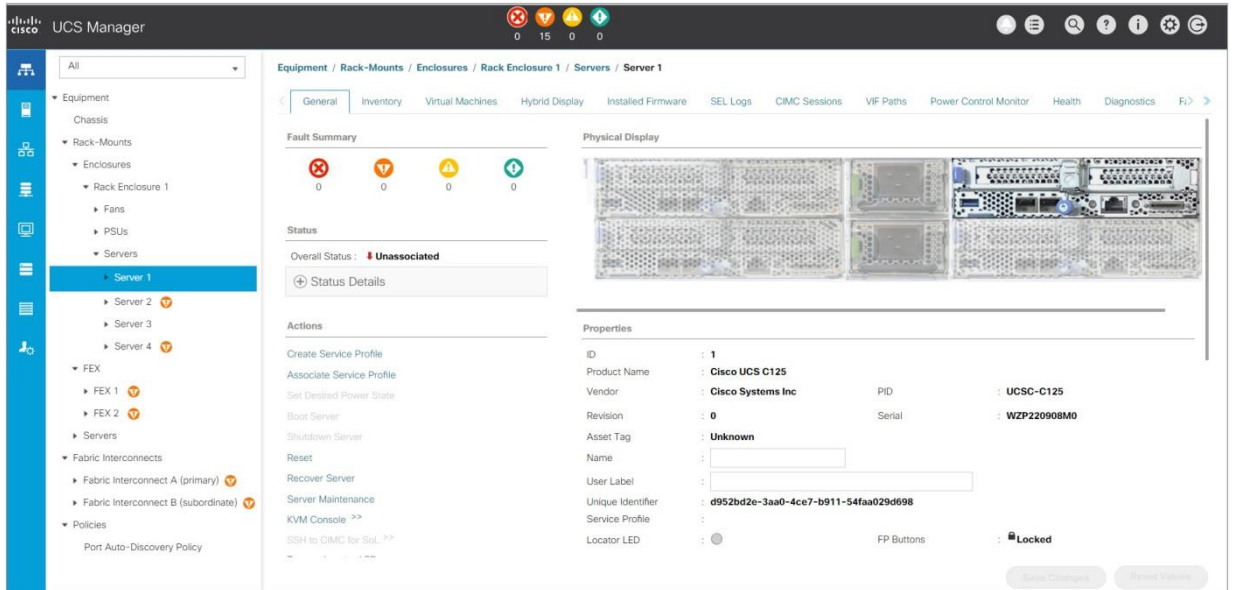 cisco UCS Manager
0 15 0 0
All
Equipment
Chassis
Rack-Mounts
Enclosures
Rack Enclosure 1
Fans
PSUs
Servers
Server 1
Server 2
Server 3
Server 4
FEX
FEX 1
FEX 2
Servers
Fabric Interconnects
Fabric Interconnect A (primary)
Fabric Interconnect B (subordinate)
Policies
Port Auto-Discovery Policy
Equipment / Rack-Mounts / Enclosures / Rack Enclosure 1 / Servers / Server 1
General Inventory Virtual Machines Hybrid Display Installed Firmware SEL Logs CIMC Sessions VIF Paths Power Control Monitor Health Diagnostics
Fault Summary
0 0 0 0
Status
Overall Status : Unassociated
Status Details
Actions
Create Service Profile
Associate Service Profile
Set Desired Power State
Boot Server
Shutdown Server
Reset
Recover Server
Server Maintenance
KVM Console >>
SSH to CIMC for SoL >>
Physical Display
Properties
ID : 1
Product Name : Cisco UCS C125
Vendor : Cisco Systems Inc PID : UCSC-C125
Revision : 0 Serial : WZP220908M0
Asset Tag : Unknown
Name :
User Label :
Unique Identifier : d952bd2e-3aa0-4ce7-b911-54faa029d698
Service Profile :
Locator LED : FP Buttons : Locked
Save Changes Reset Values